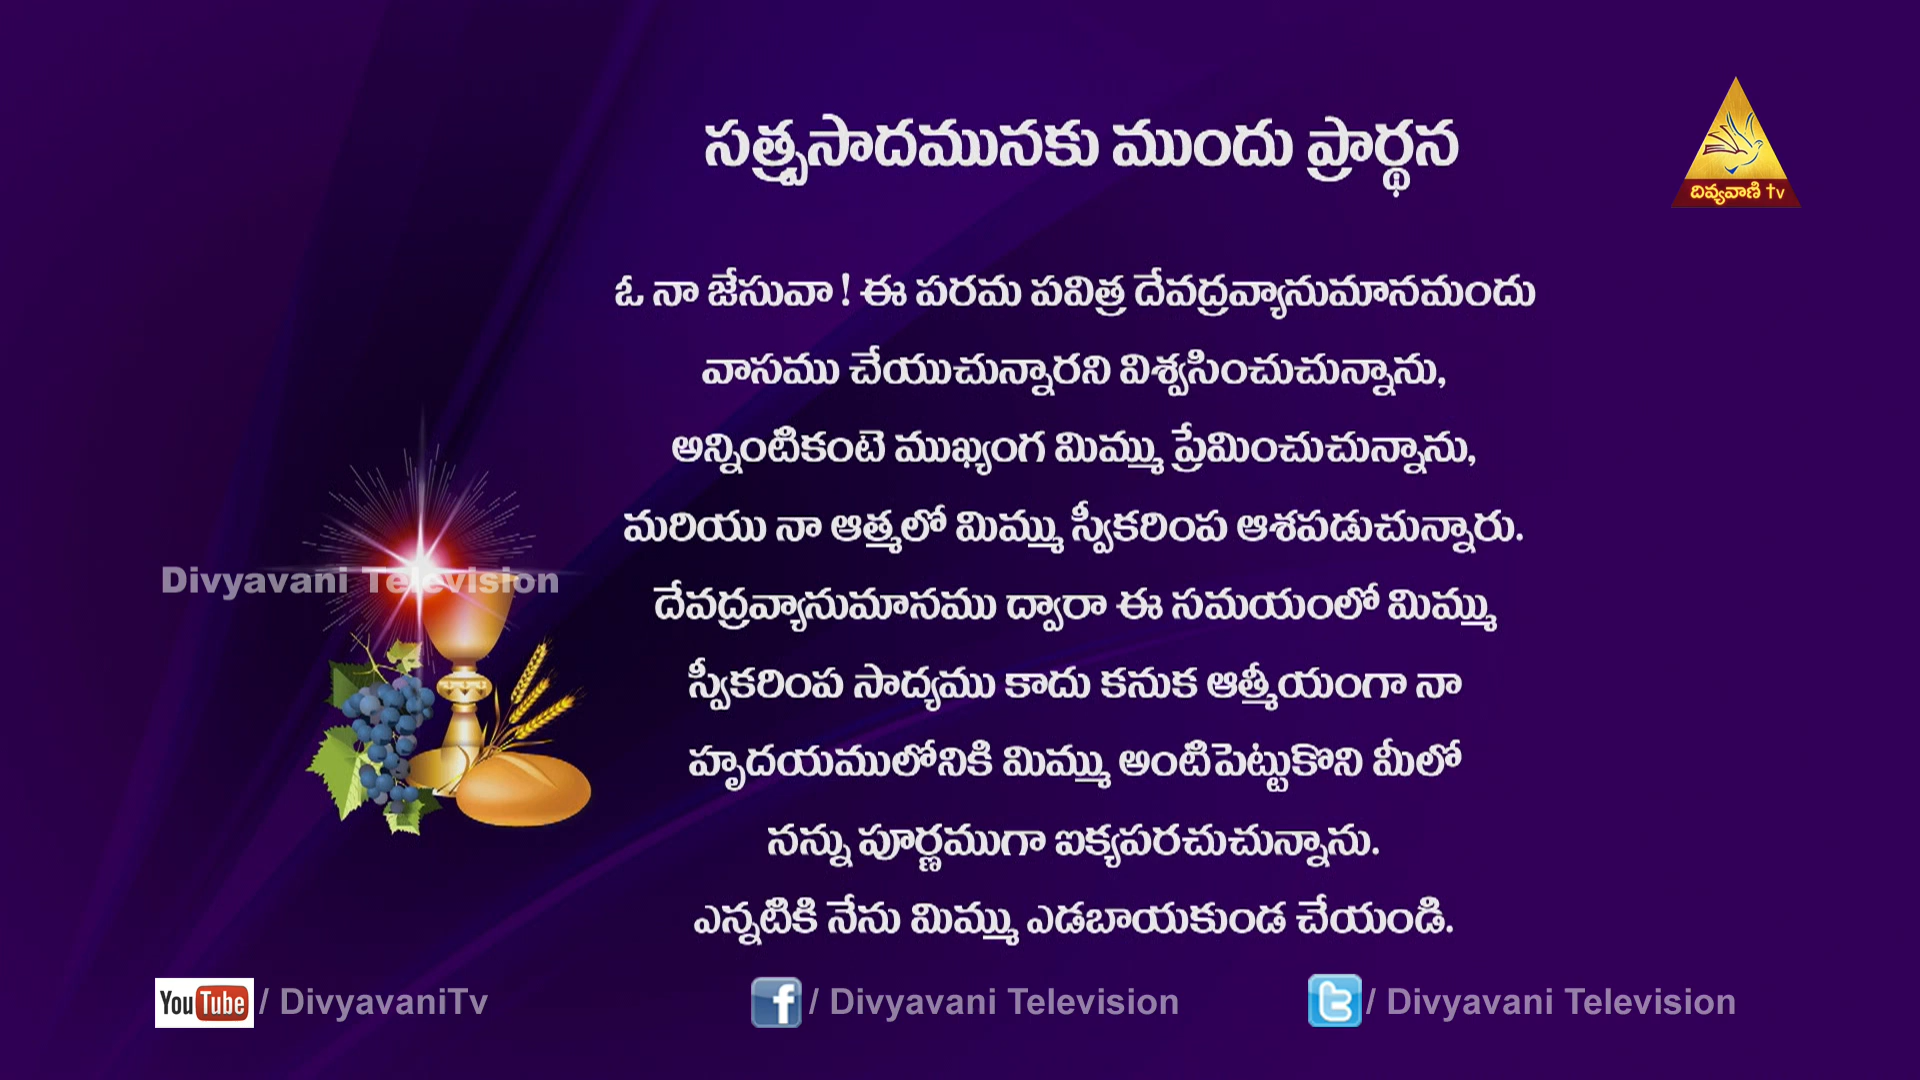 సత్ప్రసాదమునకు ముందు ప్రార్థన
దివ్యవాణి tv
ఓ నా జేసువా ! ఈ పరమ పవిత్ర దేవద్రవ్యానుమానమందు
వాసము చేయుచున్నారని విశ్వసించుచున్నాను,
అన్నింటికంటె ముఖ్యంగ మిమ్ము ప్రేమించుచున్నాను,
మరియు నా ఆత్మలో మిమ్ము స్వీకరింప ఆశపడుచున్నారు.
Divyavani Television
దేవద్రవ్యానుమానము ద్వారా ఈ సమయంలో మిమ్ము
స్వీకరింప సాద్యము కాదు కనుక ఆత్మీయంగా నా
హృదయములోనికి మిమ్ము అంటిపెట్టుకొని మీలో
నన్ను పూర్ణముగా ఐక్యపరచుచున్నాను.
ఎన్నటికి నేను మిమ్ము ఎడబాయకుండ చేయండి.
YouTube / DivyavaniTv
f / Divyavani Television
t / Divyavani Television